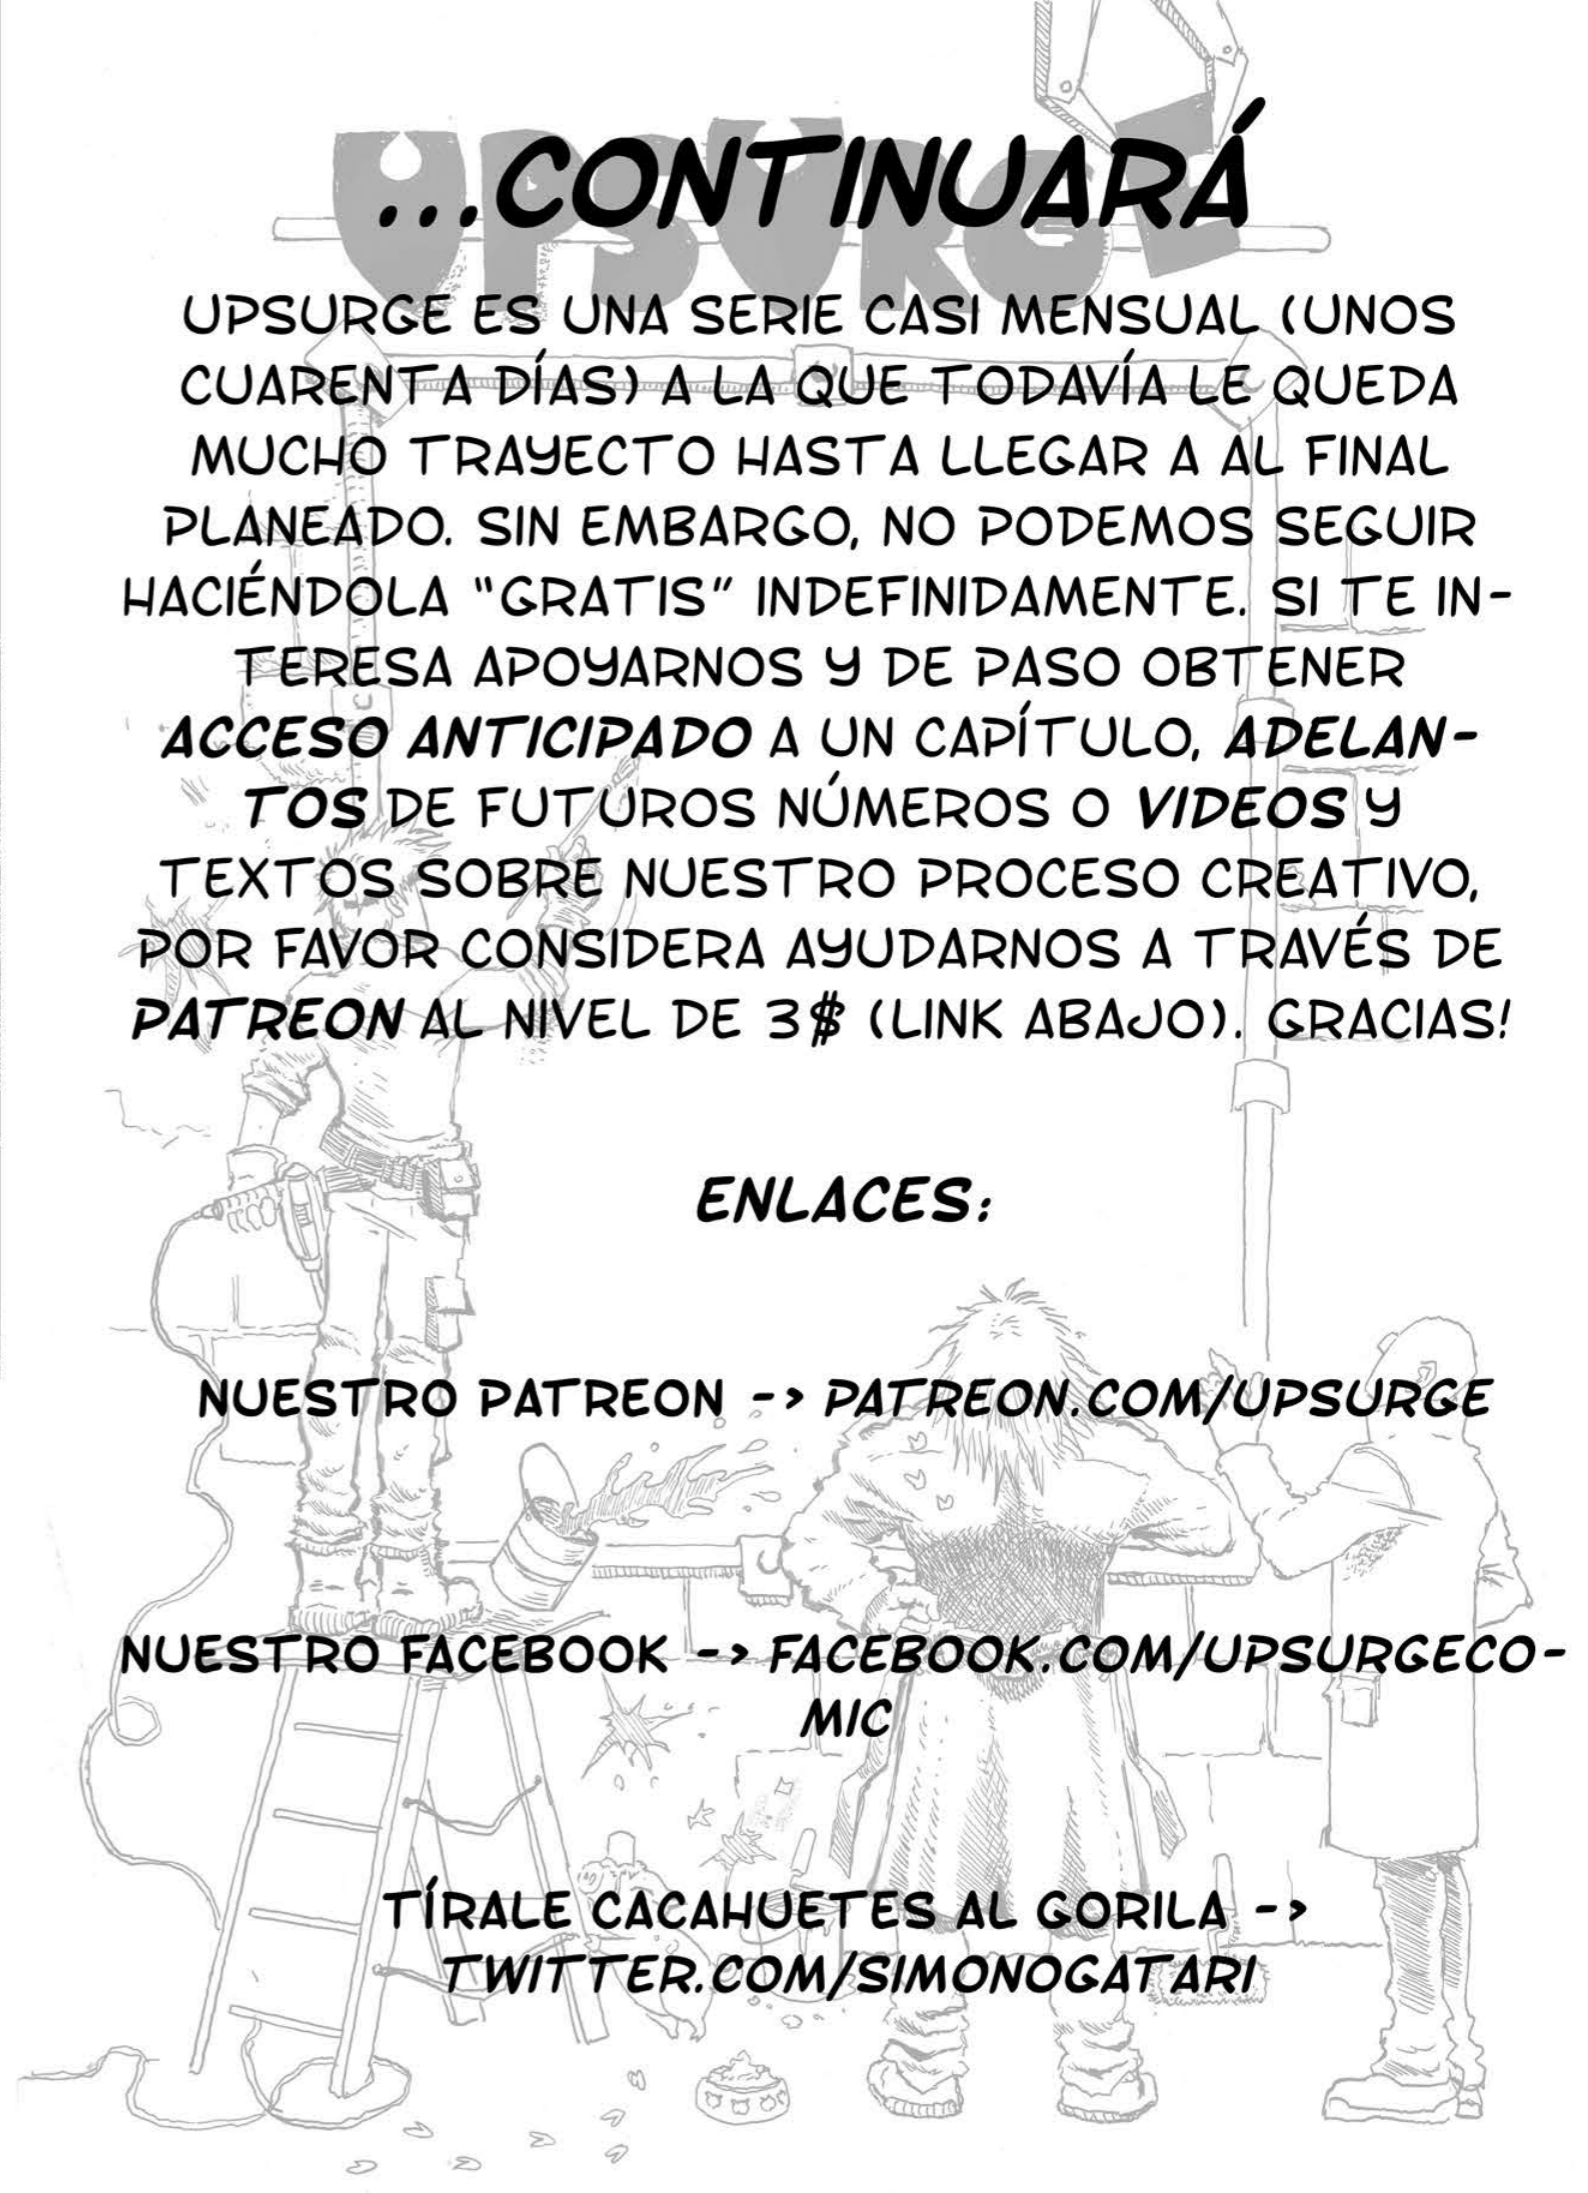 UPSURGE
...CONTINUARÁ
UPSURGE ES UNA SERIE CASI MENSUAL (UNOS
CUARENTA DÍAS) A LA QUE TODAVÍA LE QUEDA
MUCHO TRAYECTO HASTA LLEGAR A AL FINAL
PLANEADO. SIN EMBARGO, NO PODEMOS SEGUIR
HACIÉNDOLA "GRATIS" INDEFINIDAMENTE. SI TE IN-
TERESA APOYARNOS Y DE PASO OBTENER
ACCESO ANTICIPADO A UN CAPÍTULO, ADELAN-
TOS DE FUTUROS NÚMEROS O VIDEOS Y
TEXTOS SOBRE NUESTRO PROCESO CREATIVO,
POR FAVOR CONSIDERA AYUDARNOS A TRAVÉS DE
PATREON AL NIVEL DE 3$ (LINK ABAJO). GRACIAS!
ENLACES:
NUESTRO PATREON -> PATREON.COM/UPSURGE
NUESTRO FACEBOOK -> FACEBOOK.COM/UPSURGECO-
MIC
TÍRALE CACAHUETES AL GORILA ->
TWITTER.COM/SIMONOGATARI